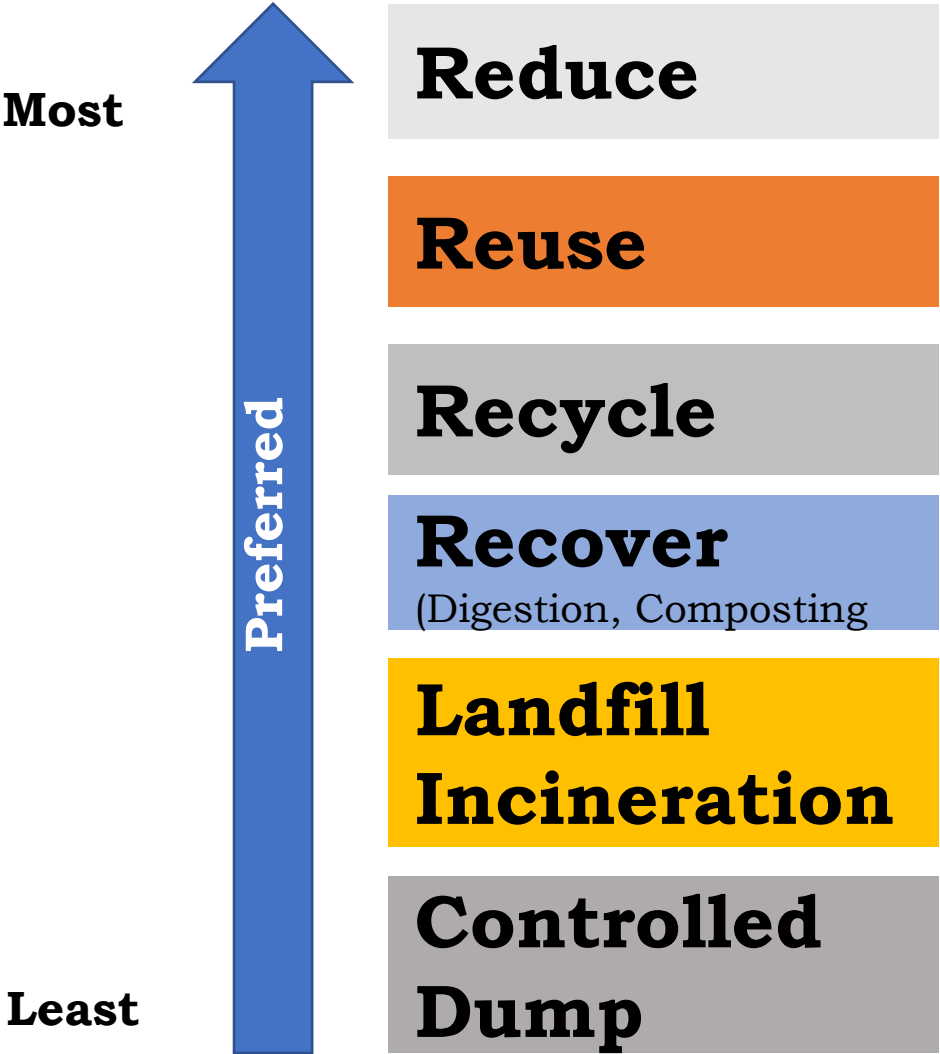 Most
Preferred
Least
Reduce
Reuse
Recycle
Recover
(Digestion, Composting
Landfill
Incineration
Controlled
Dump